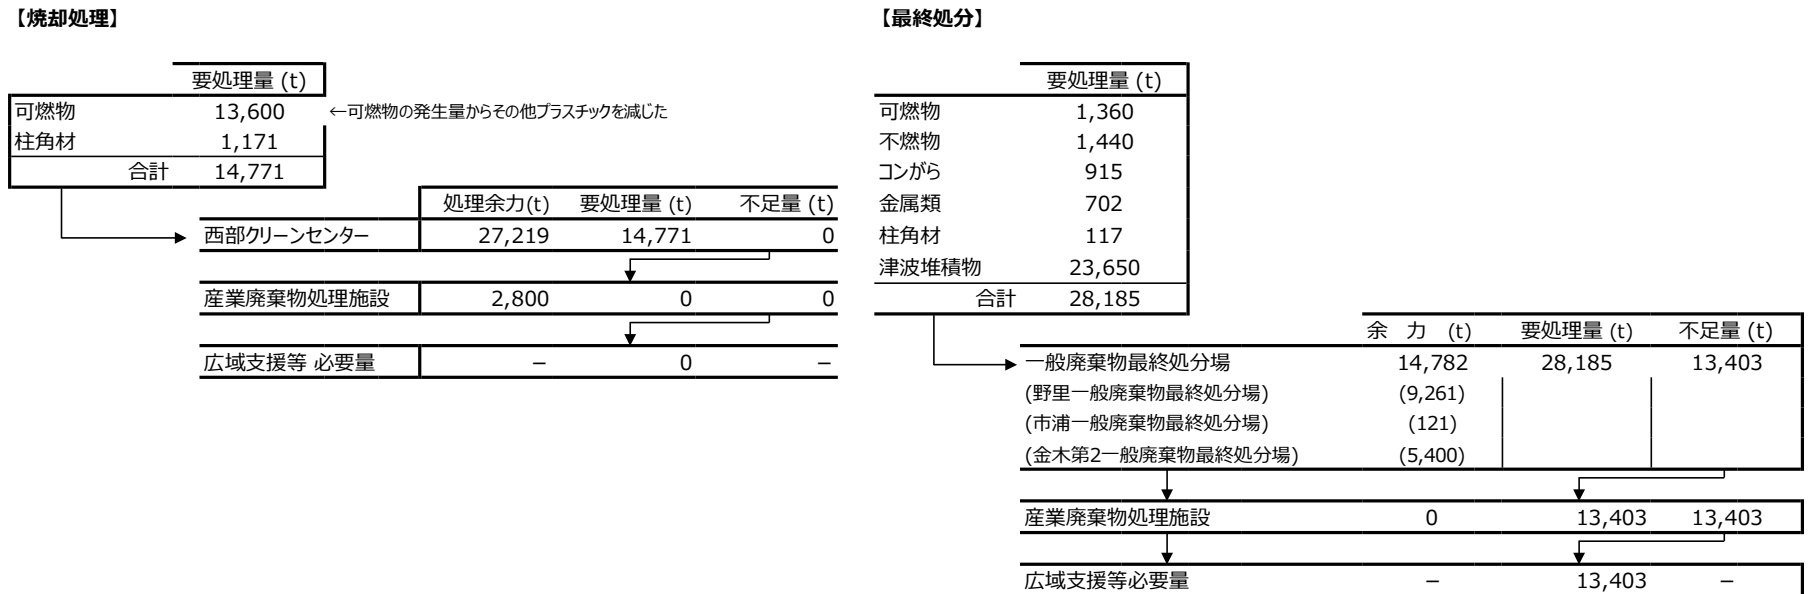 【焼却処理】
要処理量 (t)
可燃物 13,600 ←可燃物の発生量からその他プラスチックを減じた
柱角材 1,171
合計 14,771
処理余力(t) 要処理量 (t) 不足量 (t)
西部クリーンセンター 27,219 14,771 0
産業廃棄物処理施設 2,800 0 0
広域支援等 必要量 － 0 －
【最終処分】
要処理量 (t)
可燃物 1,360
不燃物 1,440
コンがら 915
金属類 702
柱角材 117
津波堆積物 23,650
合計 28,185
余 力 (t) 要処理量 (t) 不足量 (t)
一般廃棄物最終処分場 14,782 28,185 13,403
(野里一般廃棄物最終処分場) (9,261)
(市浦一般廃棄物最終処分場) (121)
(金木第2一般廃棄物最終処分場) (5,400)
産業廃棄物処理施設 0 13,403 13,403
広域支援等必要量 － 13,403 －